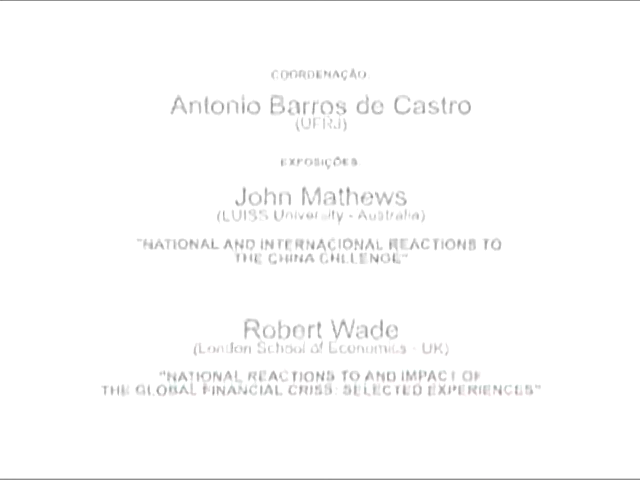 COORDENAÇÃO
Antonio Barros de Castro
(UFRJ)
EXPOSIÇÕES
John Mathews
(LUISS University - Australia)
"NATIONAL AND INTERNACIONAL REACTIONS TO
THE CHINA CHLLENGE"
Robert Wade
(London School of Economics - UK)
"NATIONAL REACTIONS TO AND IMPACT OF
THE GLOBAL FINANCIAL CRISS: SELECTED EXPERIENCES"